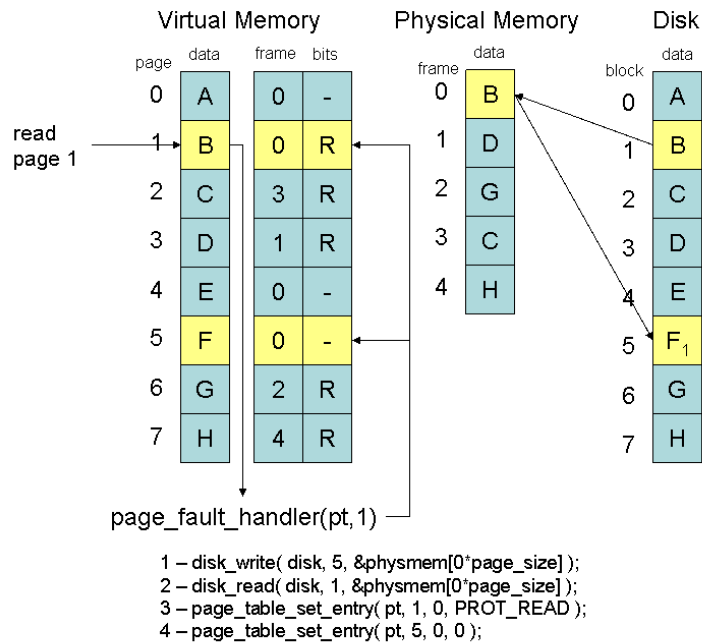 Virtual Memory Physical Memory Disk
page data frame bits frame data block data
0 A 0 - 0 B 0 A
read page 1
1 B 0 R 1 D 1 B
2 C 3 R 2 G 2 C
3 D 1 R 3 C 3 D
4 E 0 - 4 H 4 E
5 F 0 - 5 F1
6 G 2 R 6 G
7 H 4 R 7 H
page_fault_handler(pt,1)
1 – disk_write( disk, 5, &physmem[0*page_size] );
2 – disk_read( disk, 1, &physmem[0*page_size] );
3 – page_table_set_entry( pt, 1, 0, PROT_READ );
4 – page_table_set_entry( pt, 5, 0, 0 );